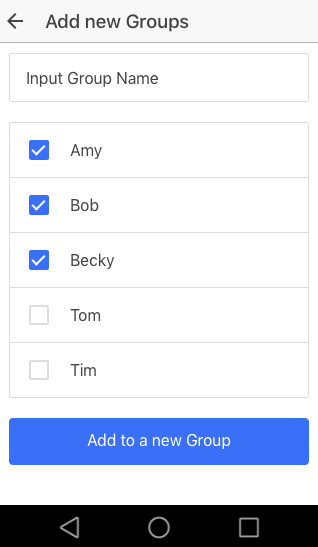 Add new Groups
Input Group Name
Amy
Bob
Becky
Tom
Tim
Add to a new Group